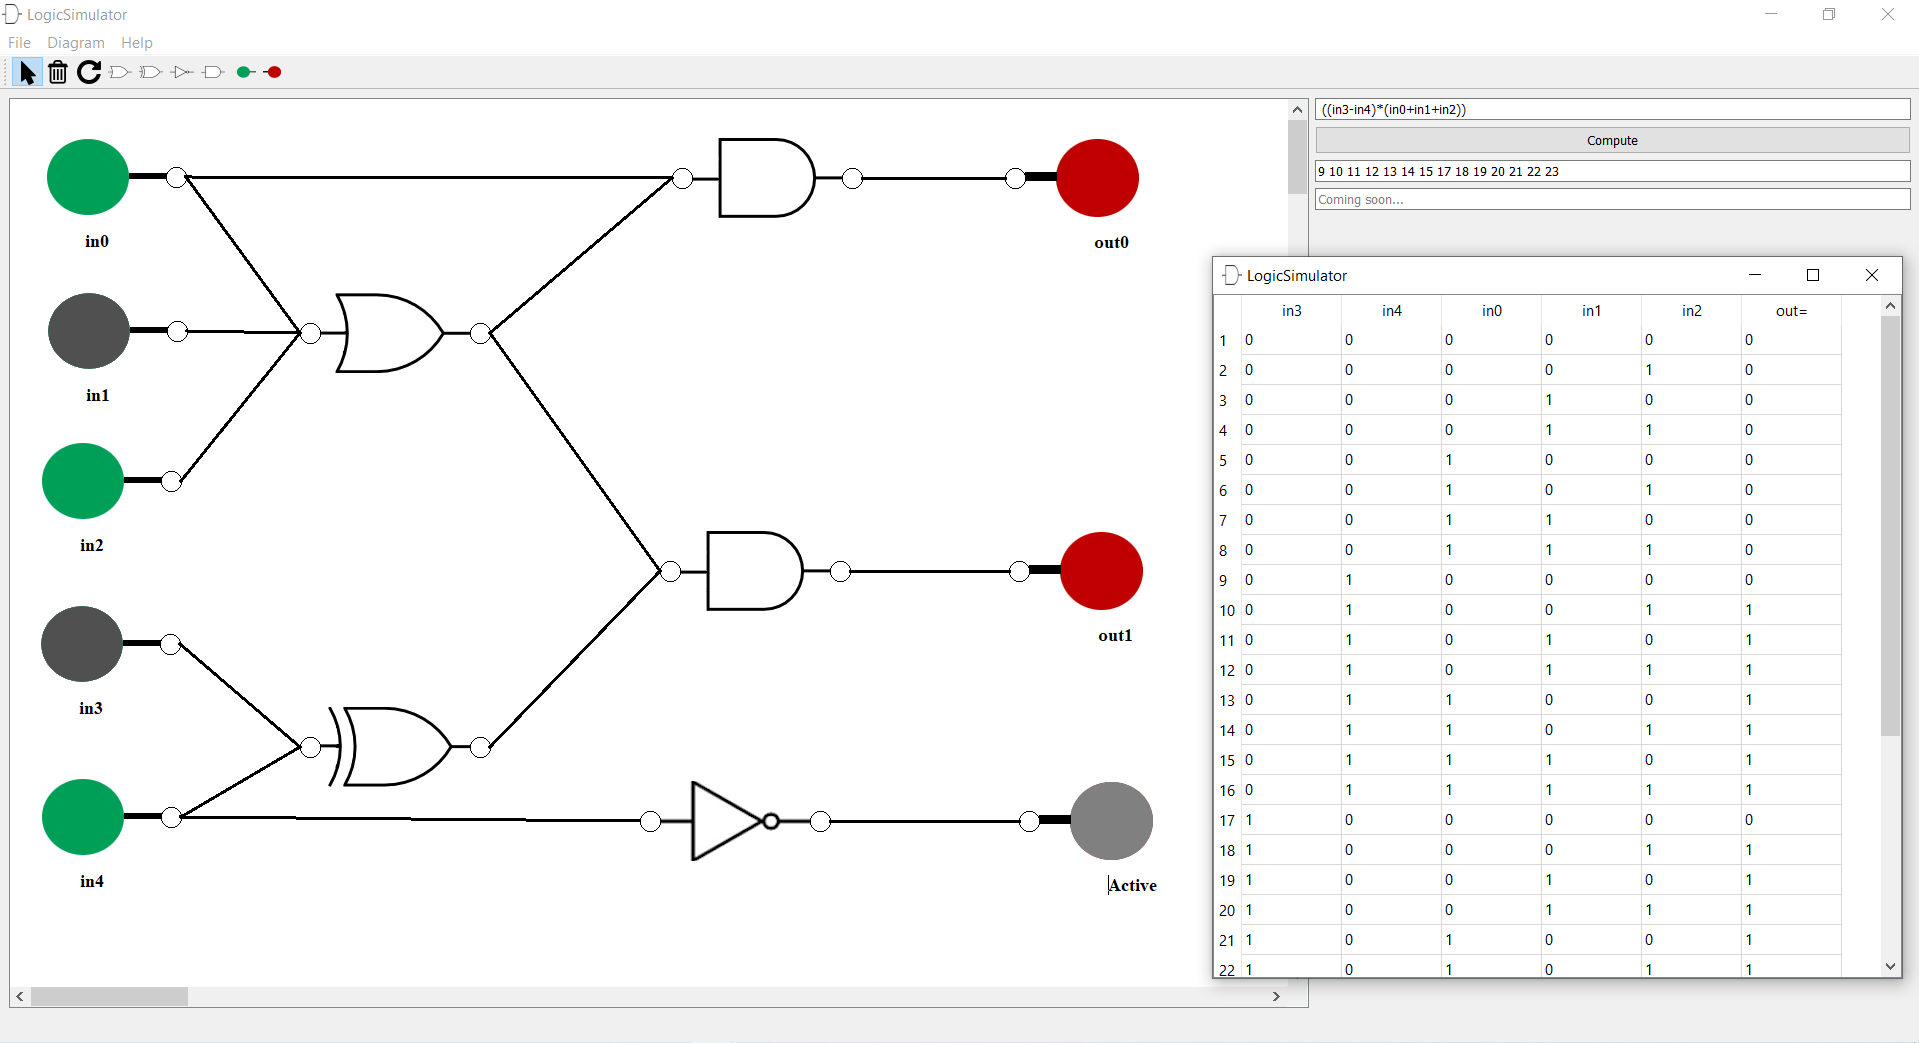 LogicSimulator
File Diagram Help
((in3-in4)*(in0+in1+in2))
Compute
9 10 11 12 13 14 15 17 18 19 20 21 22 23
Coming soon...
in0
in1
in2
in3
in4
out0
out1
Active
LogicSimulator
in3 in4 in0 in1 in2 out=
1 0 0 0 0 0 0
2 0 0 0 0 1 0
3 0 0 0 1 0 0
4 0 0 0 1 1 0
5 0 0 1 0 0 0
6 0 0 1 0 1 0
7 0 0 1 1 0 0
8 0 0 1 1 1 0
9 0 1 0 0 0 0
10 0 1 0 0 1 1
11 0 1 0 1 0 1
12 0 1 0 1 1 1
13 0 1 1 0 0 1
14 0 1 1 0 1 1
15 0 1 1 1 0 1
16 0 1 1 1 1 1
17 1 0 0 0 0 0
18 1 0 0 0 1 1
19 1 0 0 1 0 1
20 1 0 0 1 1 1
21 1 0 1 0 0 1
22 1 0 1 0 1 1